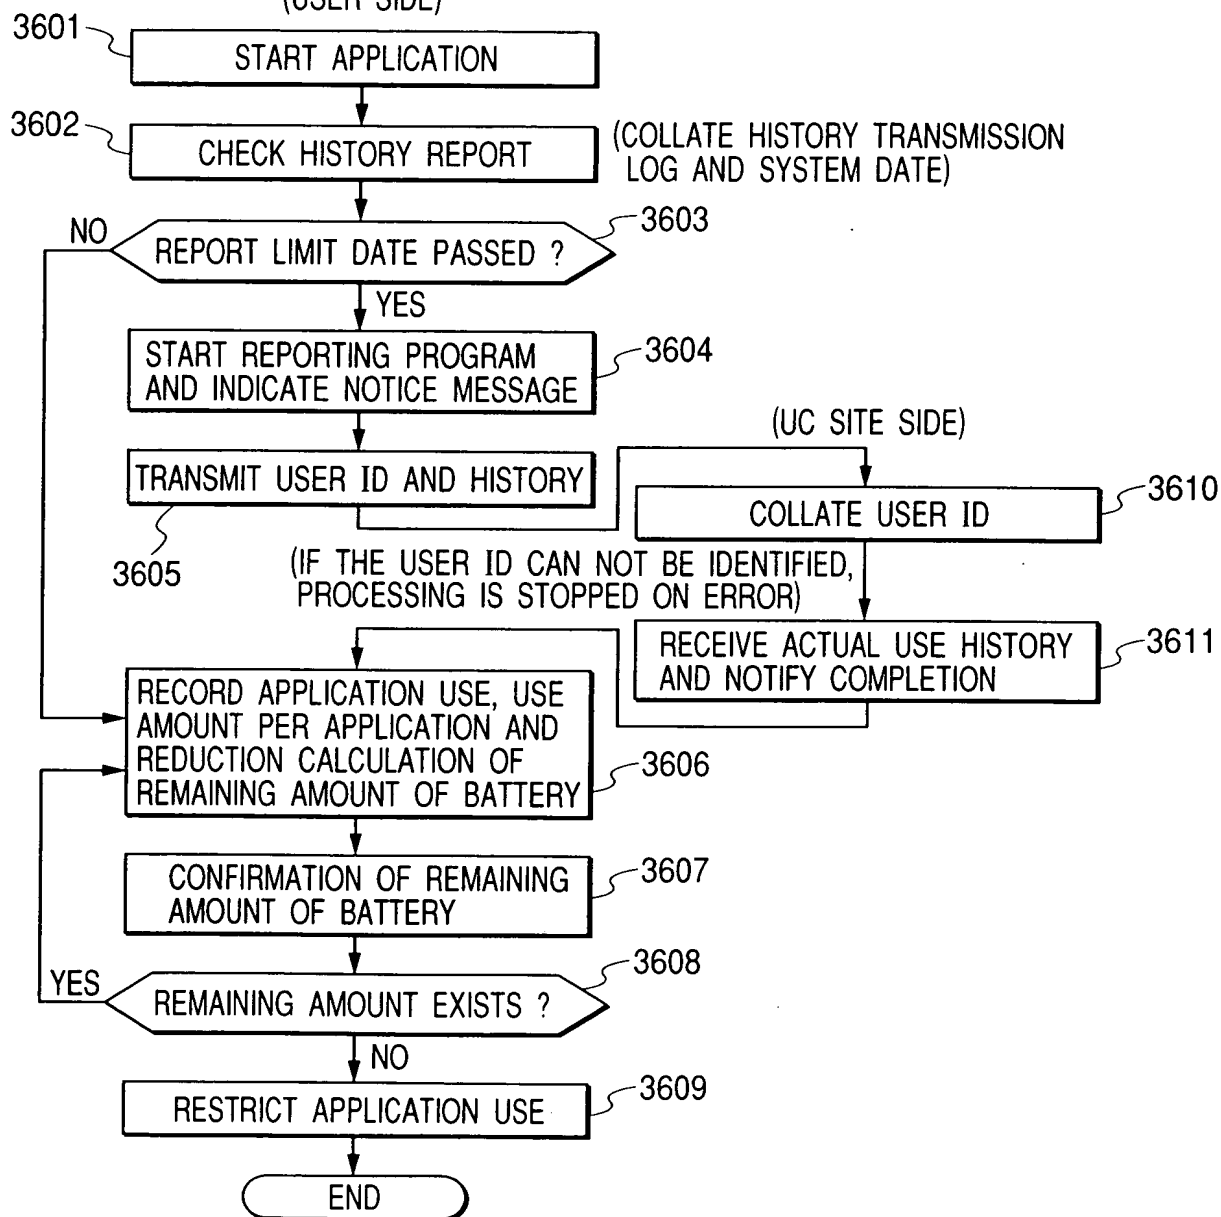 (USER SIDE)
3601
START APPLICATION
3602
CHECK HISTORY REPORT
(COLLATE HISTORY TRANSMISSION
LOG AND SYSTEM DATE)
3603
NO
REPORT LIMIT DATE PASSED ?
YES
3604
START REPORTING PROGRAM
AND INDICATE NOTICE MESSAGE
(UC SITE SIDE)
TRANSMIT USER ID AND HISTORY
3605
3610
COLLATE USER ID
(IF THE USER ID CAN NOT BE IDENTIFIED,
PROCESSING IS STOPPED ON ERROR)
RECEIVE ACTUAL USE HISTORY
AND NOTIFY COMPLETION
3611
RECORD APPLICATION USE, USE
AMOUNT PER APPLICATION AND
REDUCTION CALCULATION OF
REMAINING AMOUNT OF BATTERY
3606
CONFIRMATION OF REMAINING
AMOUNT OF BATTERY
3607
3608
YES
REMAINING AMOUNT EXISTS ?
NO
3609
RESTRICT APPLICATION USE
END